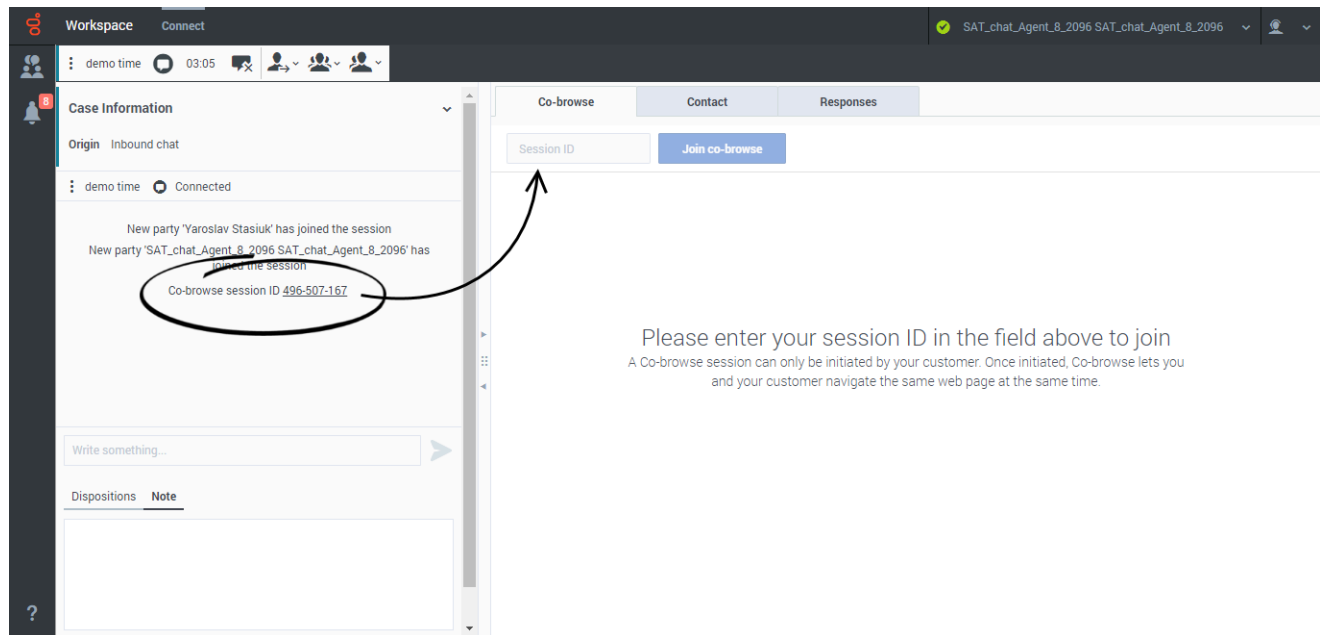 Workspace
Connect
SAT_chat_Agent_8_2096 SAT_chat_Agent_8_2096
demo time
03:05
8
Case Information
Origin Inbound chat
demo time Connected
New party 'Yaroslav Stasiuk' has joined the session
New party 'SAT_chat_Agent_8_2096 SAT_chat_Agent_8_2096' has
joined the session
Co-browse session ID 496-507-167
Write something...
Dispositions Note
?
Co-browse
Contact
Responses
Session ID
Join co-browse
Please enter your session ID in the field above to join
A Co-browse session can only be initiated by your customer. Once initiated, Co-browse lets you
and your customer navigate the same web page at the same time.